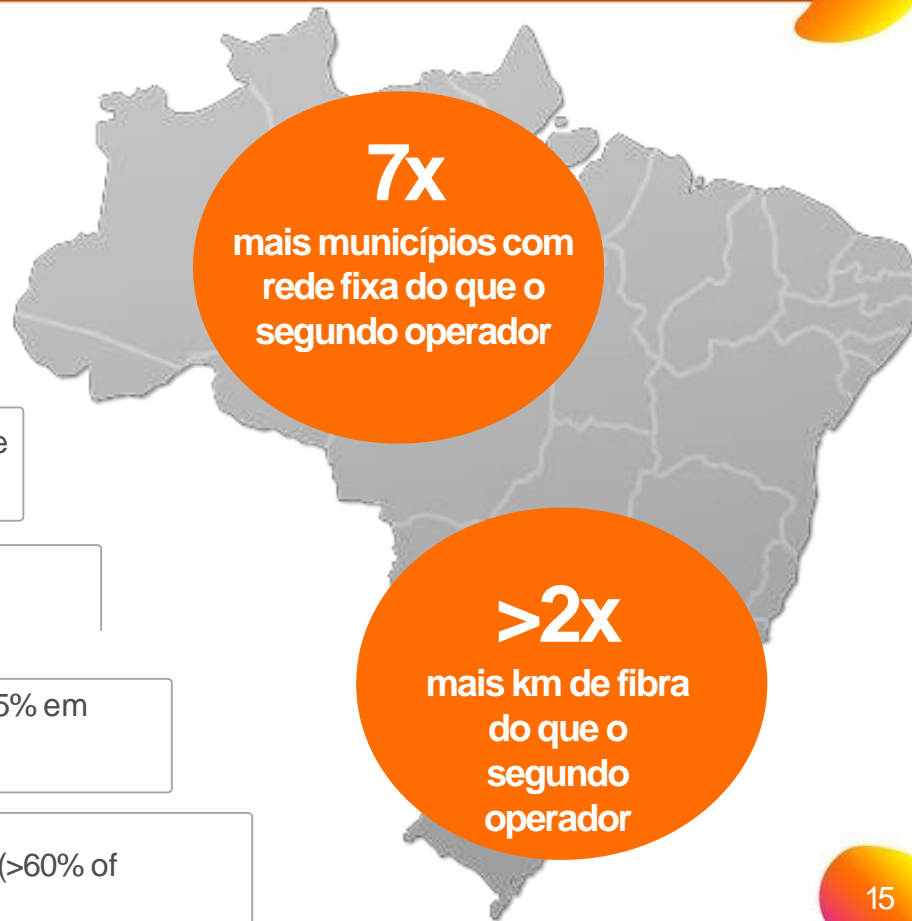 7x
mais municípios com
rede fixa do que o
segundo operador
e
5% em
(>60% of
>2x
mais km de fibra
do que o
segundo
operador
15